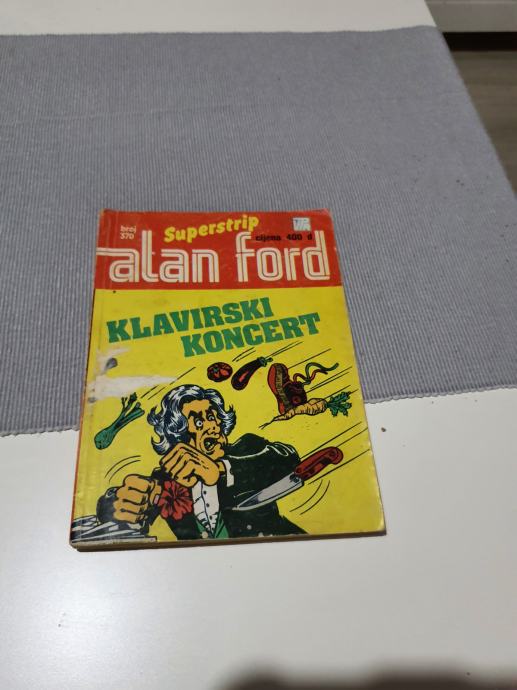 Superstrip
broj
370
cijena 400 d
alan ford
KLAVIRSKI
KONCERT